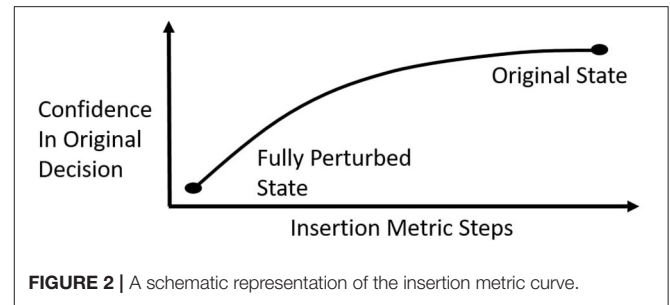 Confidence
In Original
Decision
Original State
Fully Perturbed
State
Insertion Metric Steps
FIGURE 2 | A schematic representation of the insertion metric curve.